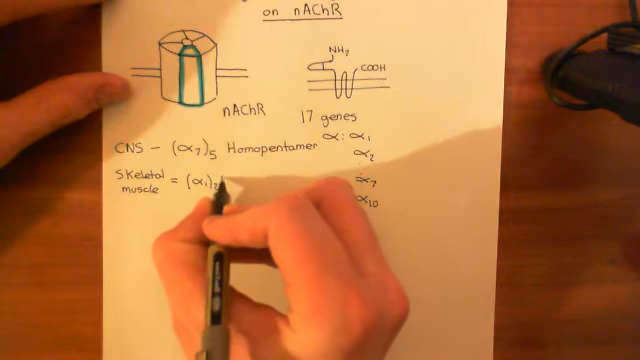 on nAChR
NH₂
COOH
nAChR
17 genes
α: α₁
α₂
α₇
α₁₀
CNS – (α₇)₅ Homopentamer
Skeletal
muscle = (α₁)₂